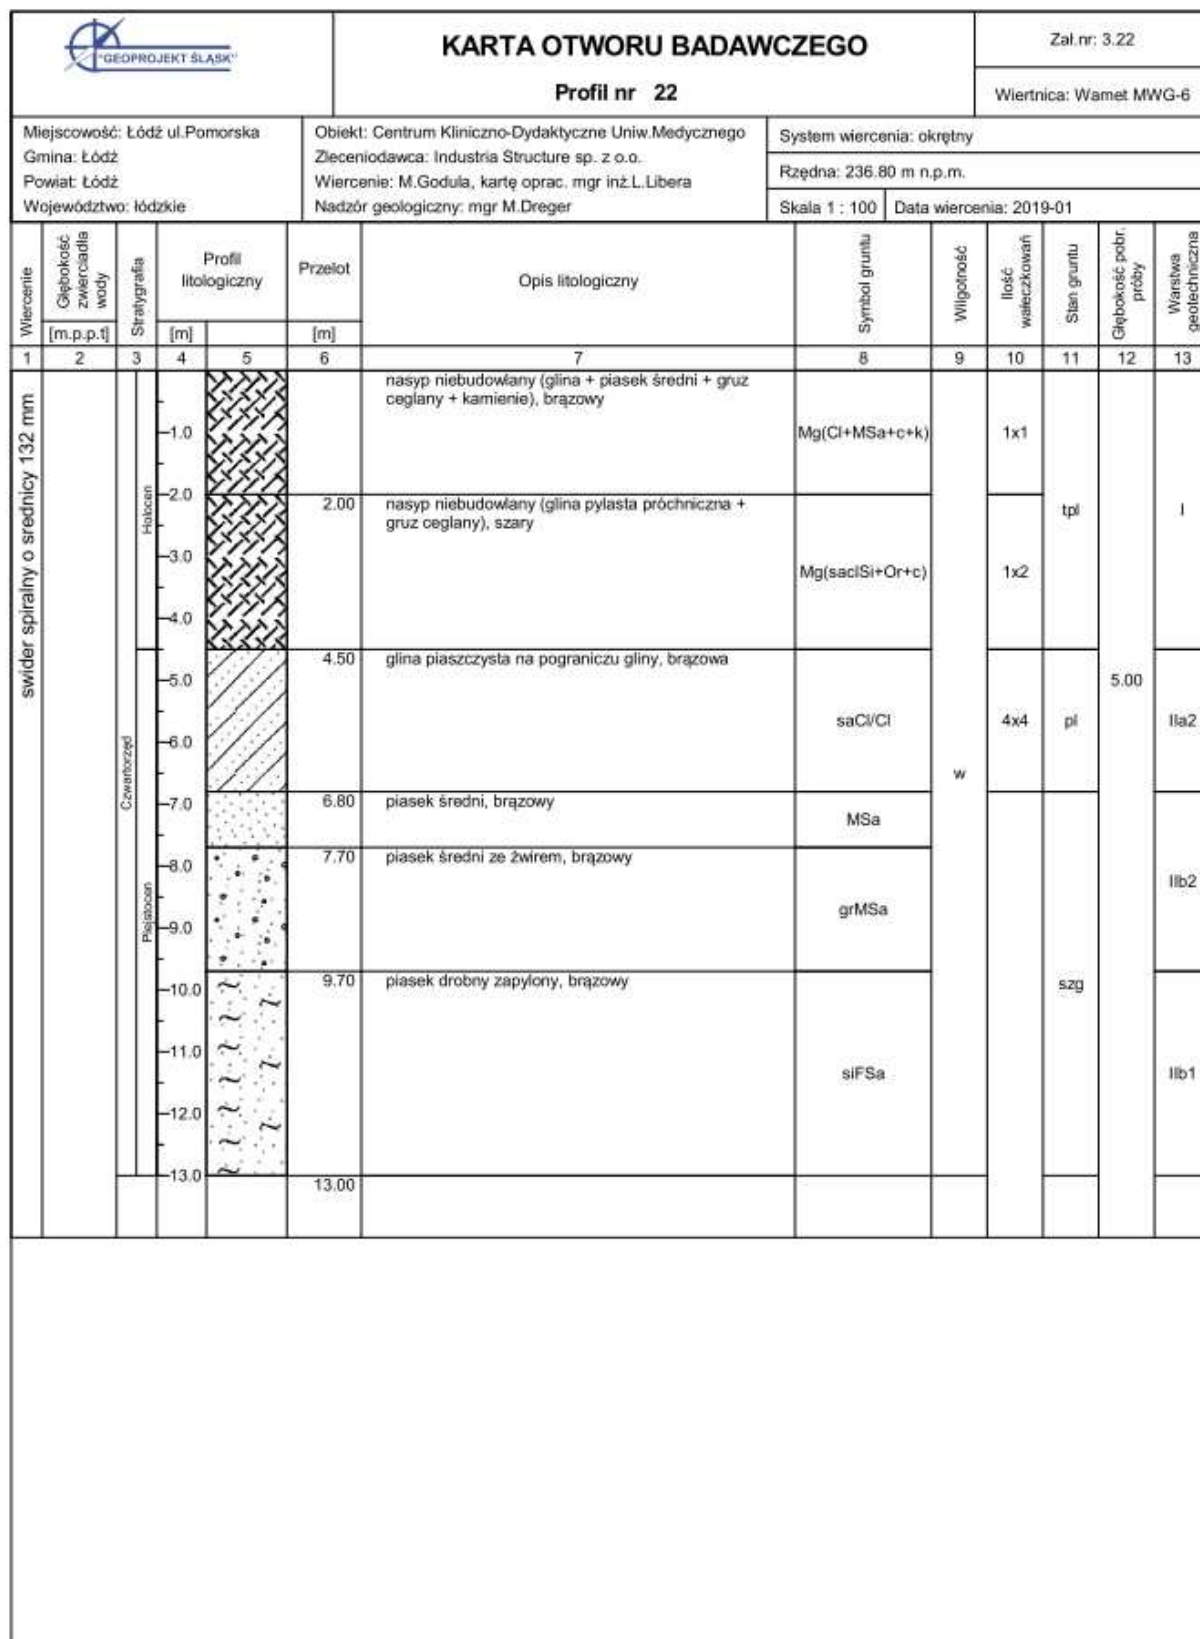 "GEOPROJEKT ŚLĄSK"
KARTA OTWORU BADAWCZEGO
Profil nr 22
Zał.nr: 3.22
Wiertnica: Wamet MWG-6
Miejscowość: Łódź ul.Pomorska
Gmina: Łódź
Powiat: Łódź
Województwo: łódzkie
Obiekt: Centrum Kliniczno-Dydaktyczne Uniw.Medycznego
Zleceniodawca: Industria Structure sp. z o.o.
Wiercenie: M.Godula, kartę oprac. mgr inż.L.Libera
Nadzór geologiczny: mgr M.Dreger
System wiercenia: okrętny
Rzędna: 236.80 m n.p.m.
Skala 1 : 100 Data wiercenia: 2019-01
Wiercenie
Głębokość zwierciadła wody
[m.p.p.t]
Stratygrafia
Profil litologiczny
[m]
Przelot
[m]
Opis litologiczny
Symbol gruntu
Wilgotność
Ilość wałeczkowań
Stan gruntu
Głębokość pobr. próby
Warstwa geotechniczna
1 2 3 4 5 6 7 8 9 10 11 12 13
swider spiralny o srednicy 132 mm
Czwartorzęd
Holocen
Plejstocen
1.0
2.0
3.0
4.0
5.0
6.0
7.0
8.0
9.0
10.0
11.0
12.0
13.0
nasyp niebudowlany (glina + piasek średni + gruz
ceglany + kamienie), brązowy
Mg(Cl+MSa+c+k) 1x1
2.00 nasyp niebudowlany (glina pylasta próchniczna +
gruz ceglany), szary
tpl I
Mg(saclSi+Or+c) 1x2
4.50 glina piaszczysta na pograniczu gliny, brązowa
5.00
saCl/Cl 4x4 pl IIa2
w
6.80 piasek średni, brązowy
MSa
7.70 piasek średni ze żwirem, brązowy
IIb2
grMSa
9.70 piasek drobny zapylony, brązowy
szg
siFSa IIb1
13.00